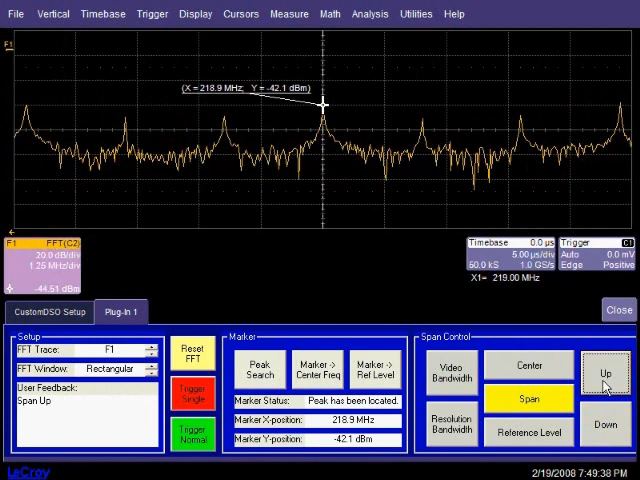 File Vertical Timebase Trigger Display Cursors Measure Math Analysis Utilities Help
F1
(X = 218.9 MHz; Y = -42.1 dBm)
F1 FFT(C2)
20.0 dB/div
1.25 MHz/div
-44.51 dBm
Timebase 0.0 µs
5.00 µs/div
50.0 kS 1.0 GS/s
Trigger C1
Auto 0.0 mV
Edge Positive
X1= 219.00 MHz
CustomDSO Setup
Plug-In 1
Close
Setup
FFT Trace: F1
FFT Window: Rectangular
User Feedback:
Span Up
Reset
FFT
Trigger
Single
Trigger
Normal
Marker
Peak
Search
Marker ->
Center Freq
Marker ->
Ref Level
Marker Status: Peak has been located.
Marker X-position: 218.9 MHz
Marker Y-position: -42.1 dBm
Span Control
Video
Bandwidth
Resolution
Bandwidth
Center
Span
Reference Level
Up
Down
LeCroy
2/19/2008 7:49:38 PM